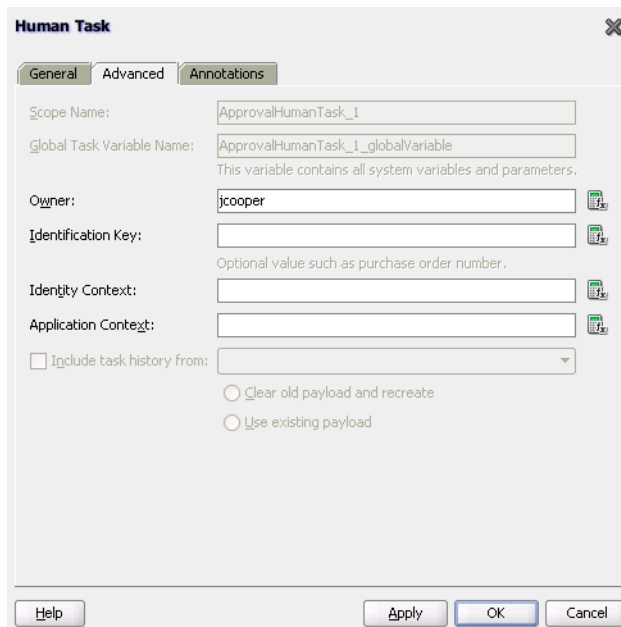 Human Task
General Advanced Annotations
Scope Name: ApprovalHumanTask_1
Global Task Variable Name: ApprovalHumanTask_1_globalVariable
This variable contains all system variables and parameters.
Owner: jcooper
Identification Key:
Optional value such as purchase order number.
Identity Context:
Application Context:
Include task history from:
Clear old payload and recreate
Use existing payload
Help Apply OK Cancel